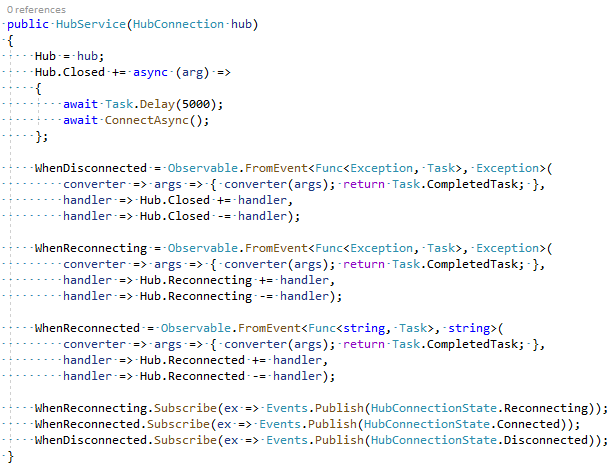 0 references
public HubService(HubConnection hub)
{
    Hub = hub;
    Hub.Closed += async (arg) =>
    {
        await Task.Delay(5000);
        await ConnectAsync();
    };

    WhenDisconnected = Observable.FromEvent<Func<Exception, Task>, Exception>(
        converter => args => { converter(args); return Task.CompletedTask; },
        handler => Hub.Closed += handler,
        handler => Hub.Closed -= handler);

    WhenReconnecting = Observable.FromEvent<Func<Exception, Task>, Exception>(
        converter => args => { converter(args); return Task.CompletedTask; },
        handler => Hub.Reconnecting += handler,
        handler => Hub.Reconnecting -= handler);

    WhenReconnected = Observable.FromEvent<Func<string, Task>, string>(
        converter => args => { converter(args); return Task.CompletedTask; },
        handler => Hub.Reconnected += handler,
        handler => Hub.Reconnected -= handler);

    WhenReconnecting.Subscribe(ex => Events.Publish(HubConnectionState.Reconnecting));
    WhenReconnected.Subscribe(ex => Events.Publish(HubConnectionState.Connected));
    WhenDisconnected.Subscribe(ex => Events.Publish(HubConnectionState.Disconnected));
}